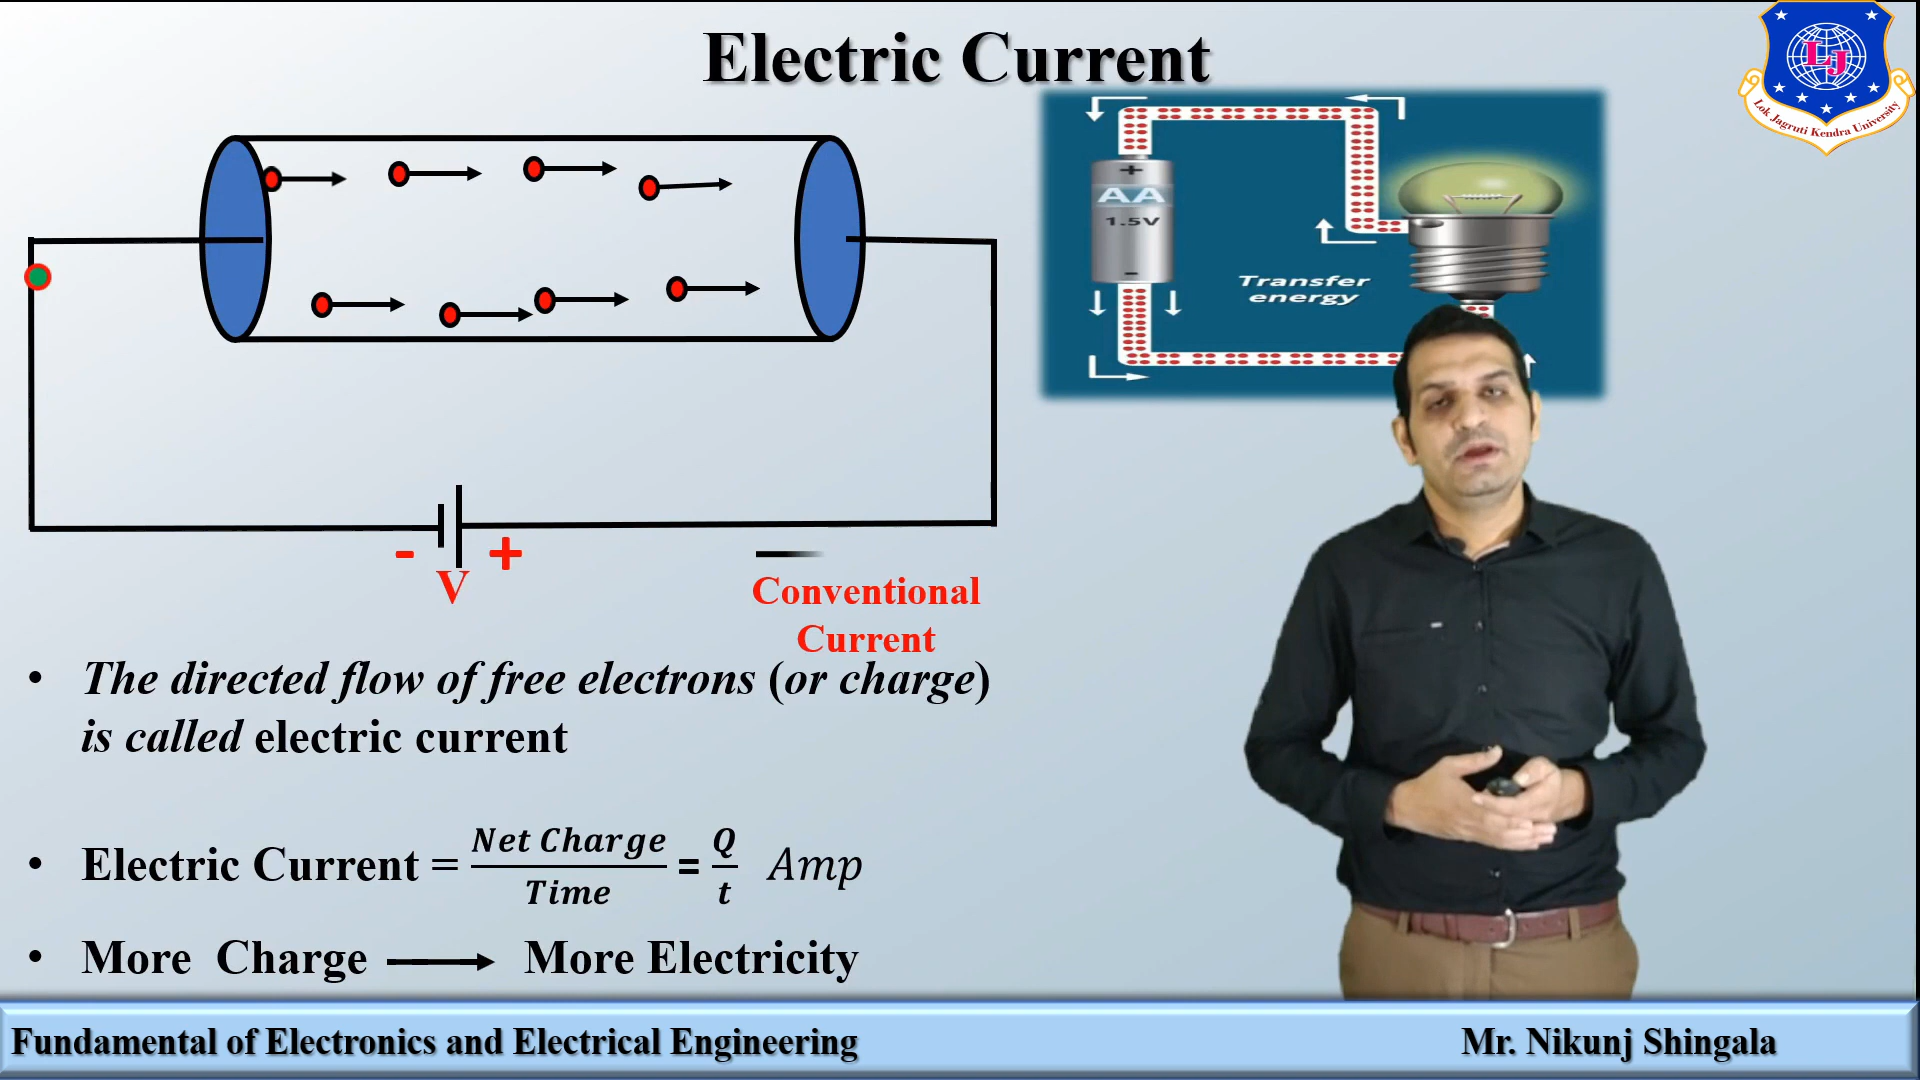 Electric Current
LJ
Lok Jagruti Kendra University
+
AA
1.5V
-
Transfer
energy
- +
V
Conventional
Current
• The directed flow of free electrons (or charge)
is called electric current
• Electric Current = Net Charge / Time = Q / t Amp
• More Charge → More Electricity
Fundamental of Electronics and Electrical Engineering
Mr. Nikunj Shingala